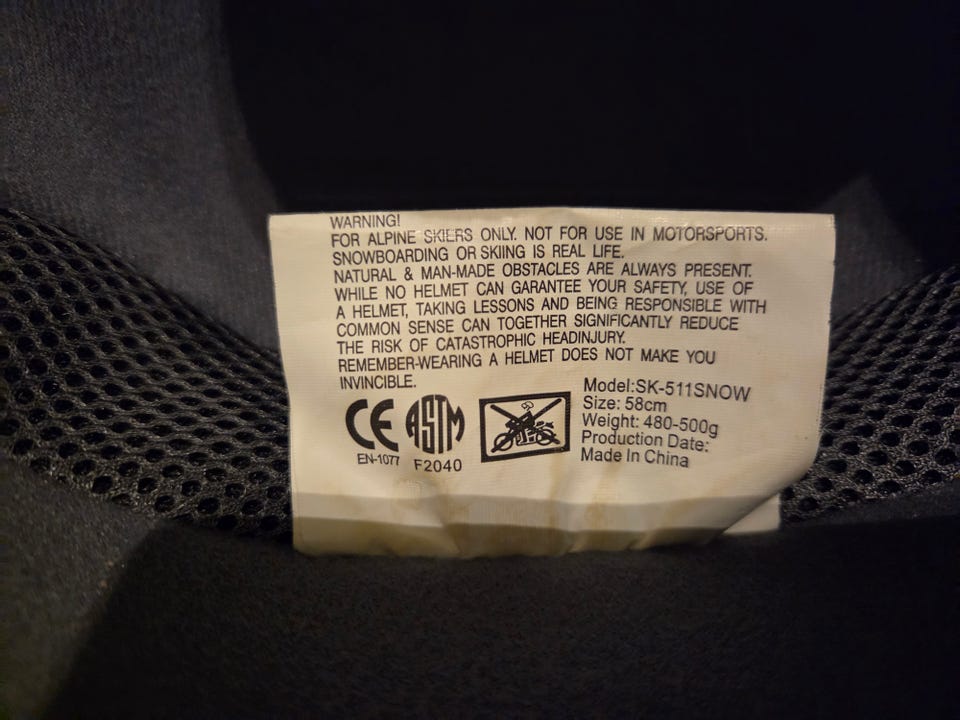 WARNING!
FOR ALPINE SKIERS ONLY. NOT FOR USE IN MOTORSPORTS.
SNOWBOARDING OR SKIING IS REAL LIFE.
NATURAL & MAN-MADE OBSTACLES ARE ALWAYS PRESENT.
WHILE NO HELMET CAN GARANTEE YOUR SAFETY, USE OF
A HELMET, TAKING LESSONS AND BEING RESPONSIBLE WITH
COMMON SENSE CAN TOGETHER SIGNIFICANTLY REDUCE
THE RISK OF CATASTROPHIC HEADINJURY.
REMEMBER-WEARING A HELMET DOES NOT MAKE YOU
INVINCIBLE.
CE ASTM
EN-1077 F2040
Model:SK-511SNOW
Size: 58cm
Weight: 480-500g
Production Date:
Made In China